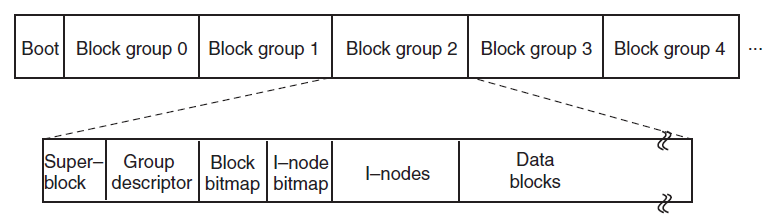 Boot Block group 0 Block group 1 Block group 2 Block group 3 Block group 4 ...
Super– Group Block I–node I–nodes Data
block descriptor bitmap bitmap blocks